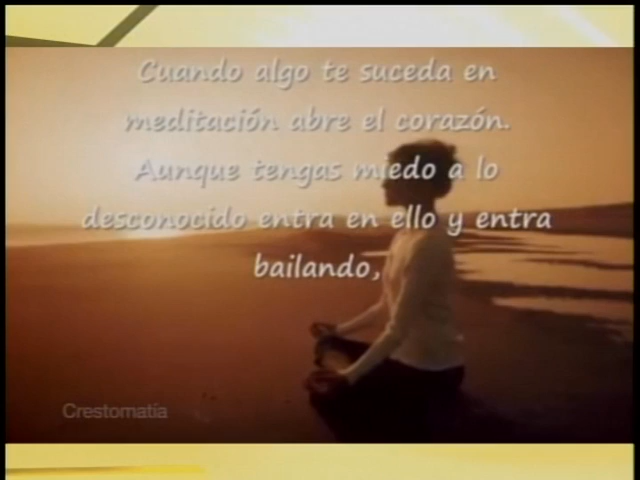 Cuando algo te suceda en
meditación abre el corazón.
Aunque tengas miedo a lo
desconocido entra en ello y entra
bailando,
Crestomatía